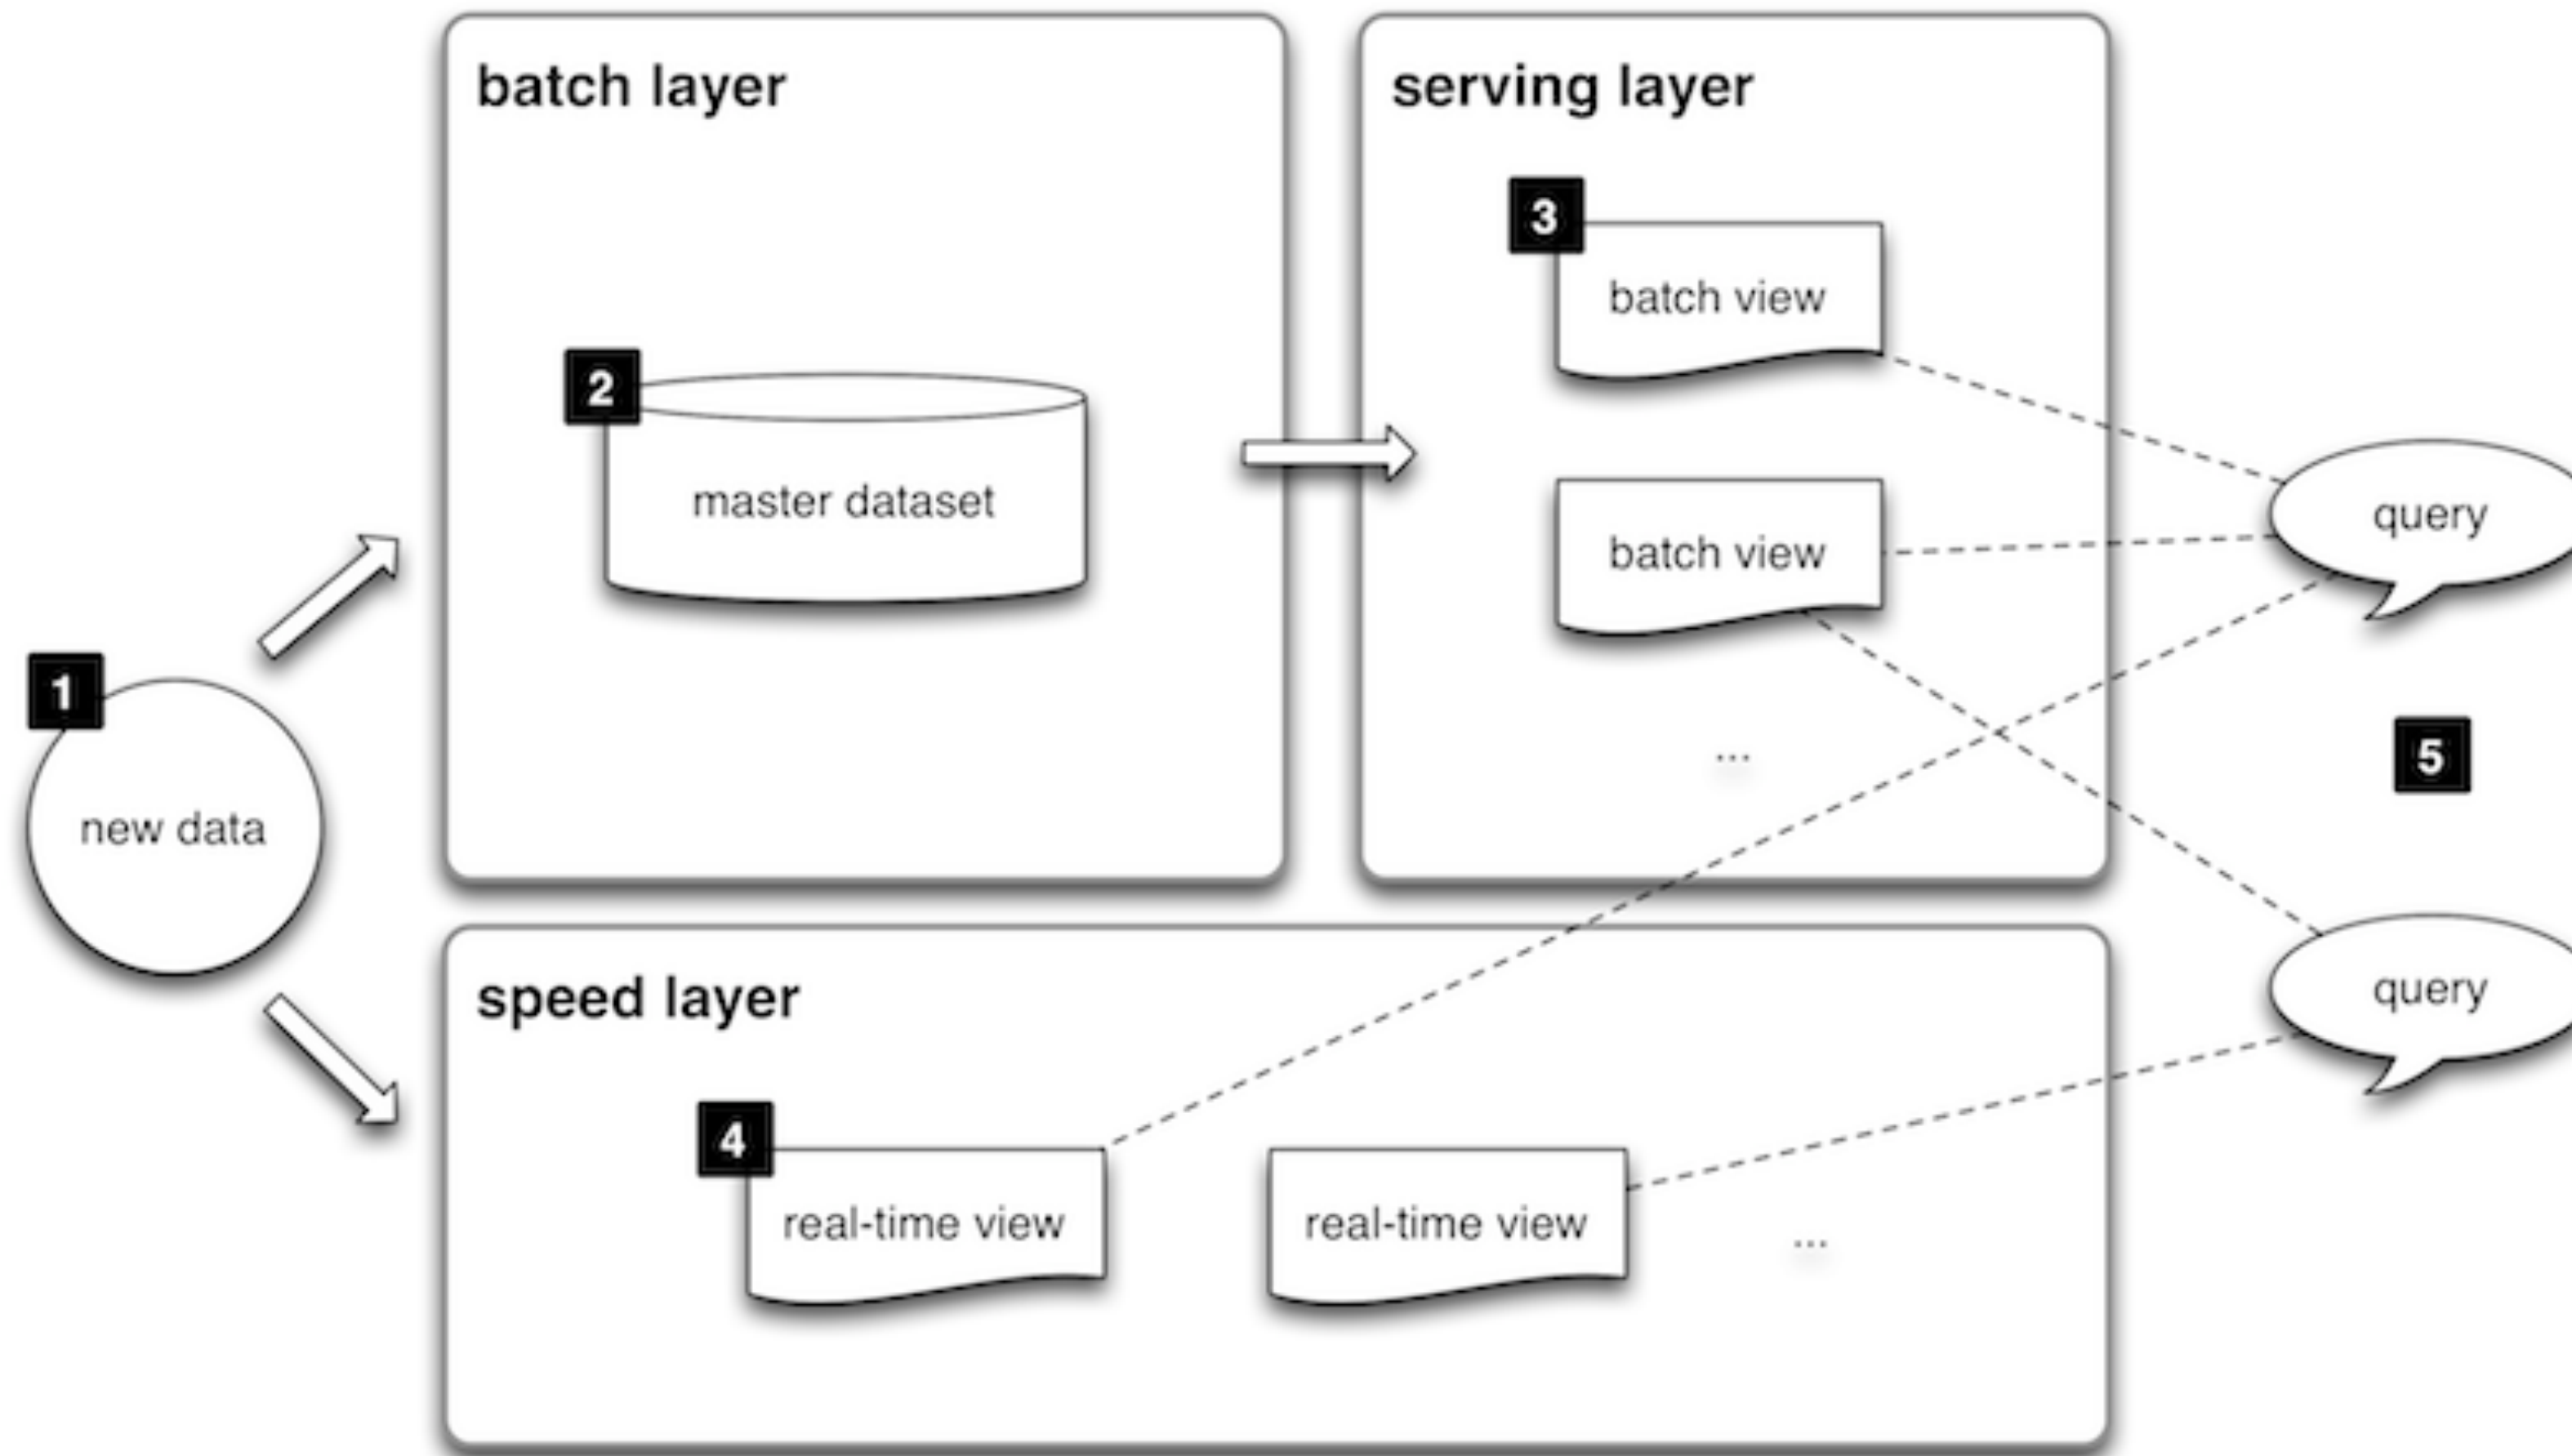 batch layer
serving layer
3
batch view
2
master dataset
batch view
query
1
new data
...
5
speed layer
query
4
real-time view
real-time view
...